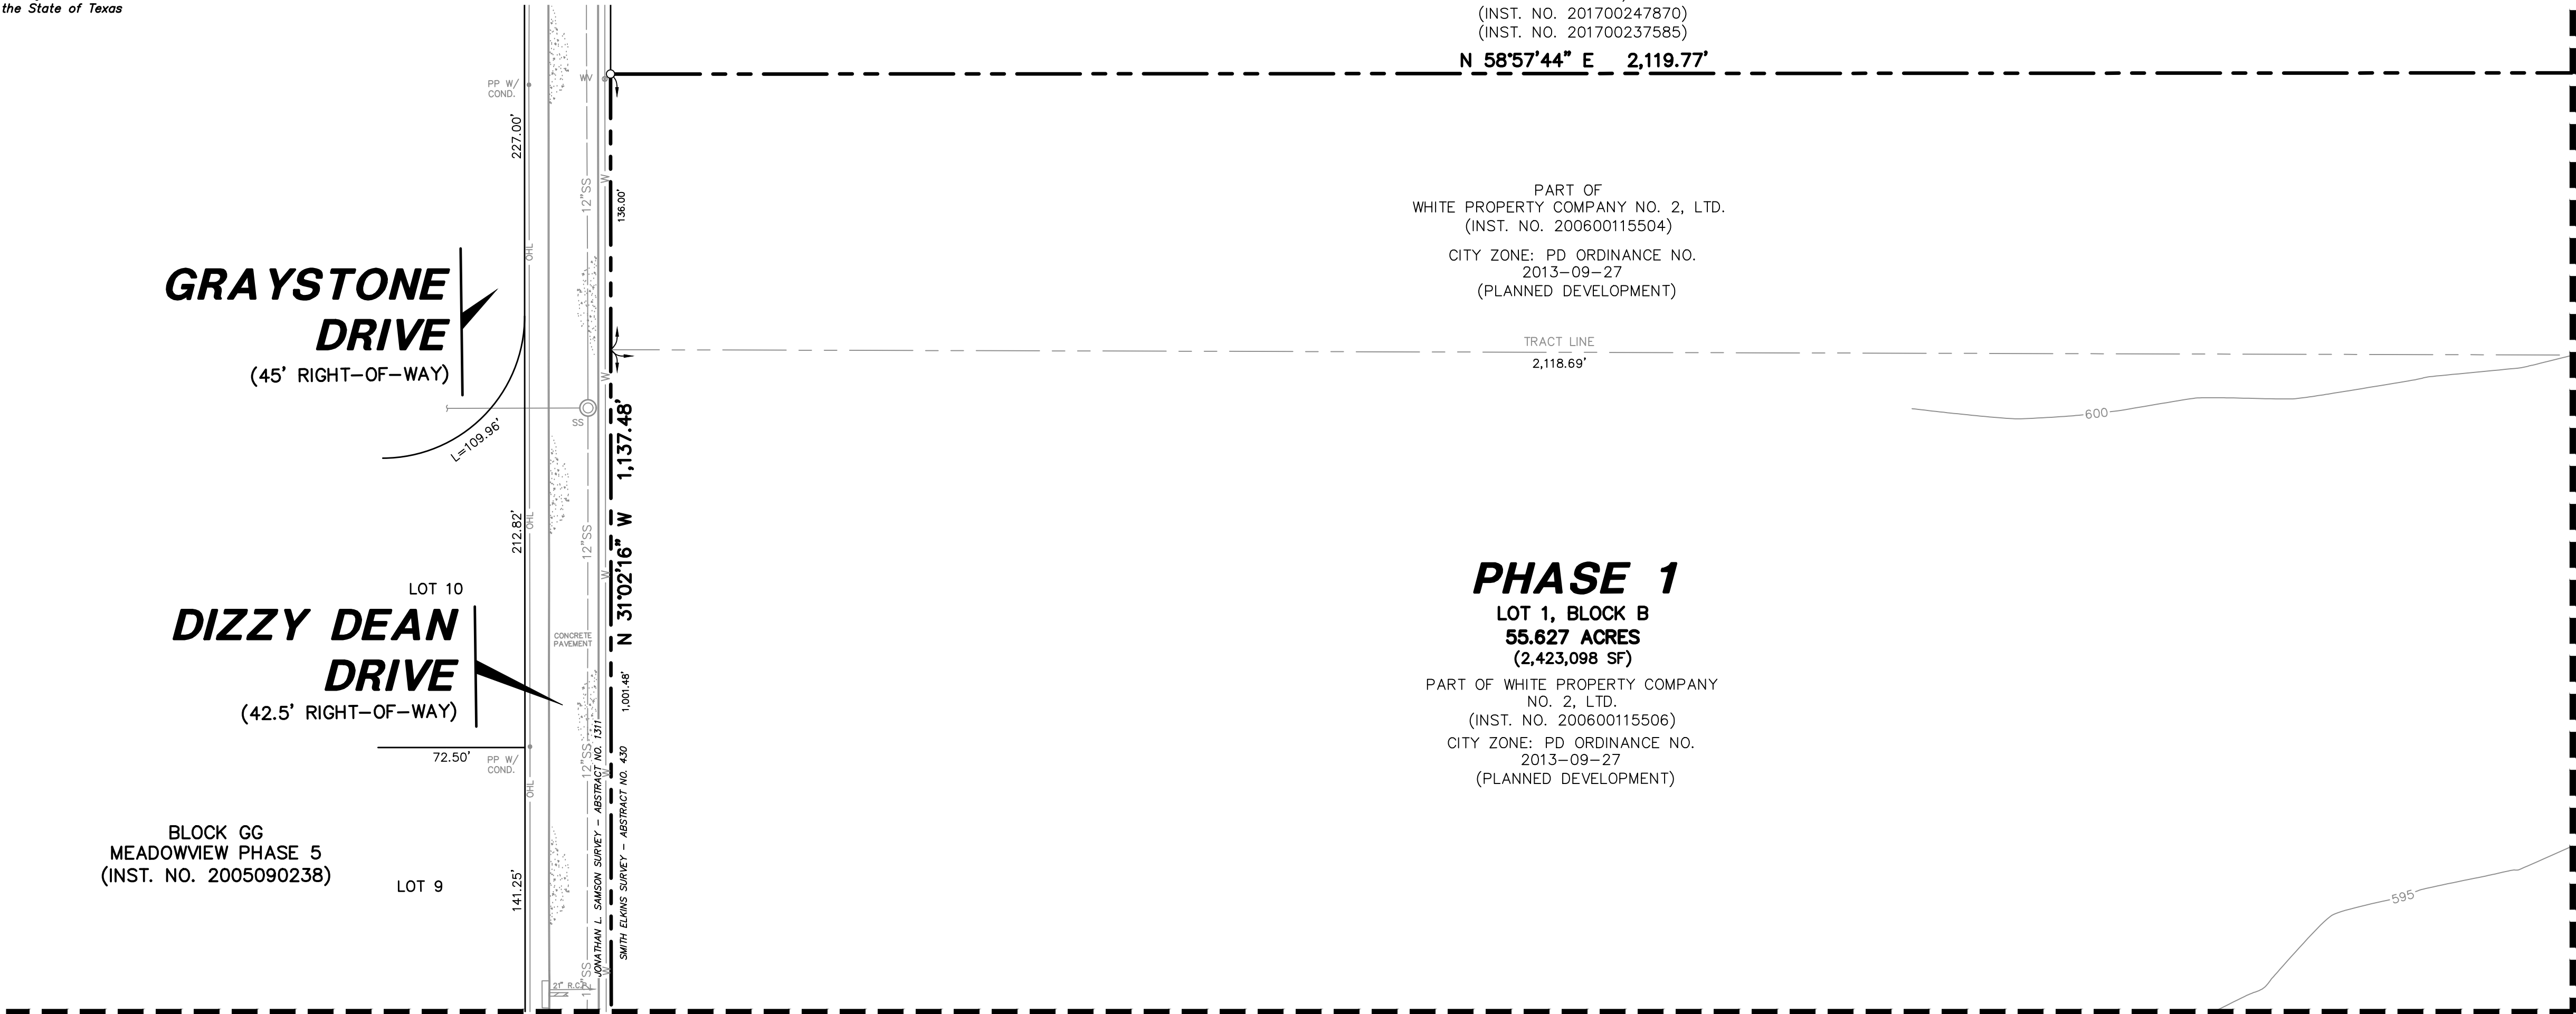 the State of Texas
(INST. NO. 201700247870)
(INST. NO. 201700237585)
N 58°57'44" E 2,119.77'
PP W/
COND.
WV
227.00'
12"SS
W
136.00'
OHL
PART OF
WHITE PROPERTY COMPANY NO. 2, LTD.
(INST. NO. 200600115504)
CITY ZONE: PD ORDINANCE NO.
2013-09-27
(PLANNED DEVELOPMENT)
GRAYSTONE
DRIVE
(45' RIGHT-OF-WAY)
TRACT LINE
2,118.69'
W
600
SS
L=109.96'
N 31°02'16" W 1,137.48'
212.82'
OHL
12"SS
W
LOT 10
DIZZY DEAN
DRIVE
(42.5' RIGHT-OF-WAY)
CONCRETE
PAVEMENT
1,001.48'
PHASE 1
LOT 1, BLOCK B
55.627 ACRES
(2,423,098 SF)
PART OF WHITE PROPERTY COMPANY
NO. 2, LTD.
(INST. NO. 200600115506)
CITY ZONE: PD ORDINANCE NO.
2013-09-27
(PLANNED DEVELOPMENT)
72.50'
PP W/
COND.
OHL
12"SS
W
JONATHAN L. SAMSON SURVEY - ABSTRACT NO. 1311
SMITH ELKINS SURVEY - ABSTRACT NO. 430
BLOCK GG
MEADOWVIEW PHASE 5
(INST. NO. 2005090238)
LOT 9
141.25'
595
12"SS
W
21" R.C.P.